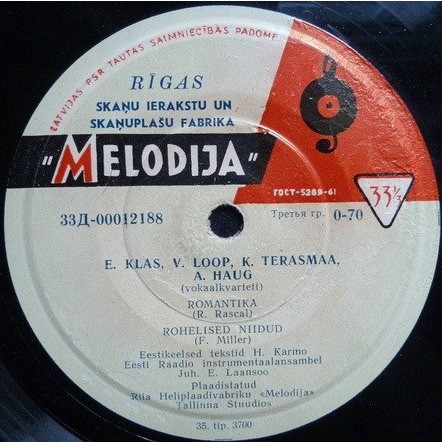 LATVIJAS PSR TAUTAS SAIMNIECĪBAS PADOME
RĪGAS
SKAŅU IERAKSTU UN
SKAŅUPLAŠU FABRIKA
"MELODIJA"
ГОСТ-5289-61
33⅓
33Д-00012188
Третья гр. 0-70
E. KLAS, V. LOOP, K. TERASMAA,
A. HAUG
(vokaalkvartett)
ROMANTIKA
(R. Rascal)
ROHELISED NIIDUD
(F. Miller)
Eestikeelsed tekstid H. Karmo
Eesti Raadio instrumentaalansambel
Juh. E. Laansoo
Plaadistatud
Riia Heliplaadivabriku «Melodija»
Tallinna Stuudios
35. tip. 3700